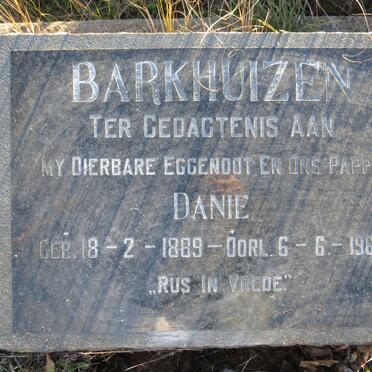 BARKHUIZEN
TER GEDAGTENIS AAN
MY DIERBARE EGGENOOT EN ONS PAPP
DANIE
GEB. 18-2-1889-OORL. 6-6-196
„RUS IN VREDE"